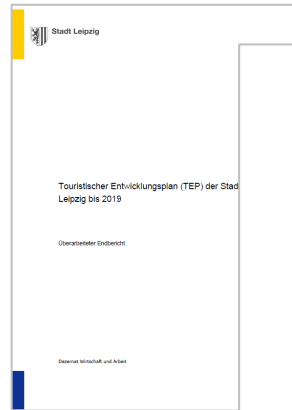 Stadt Leipzig
Touristischer Entwicklungsplan (TEP) der Stad
Leipzig bis 2019
Überarbeiteter Endbericht
Dezernat Wirtschaft und Arbeit